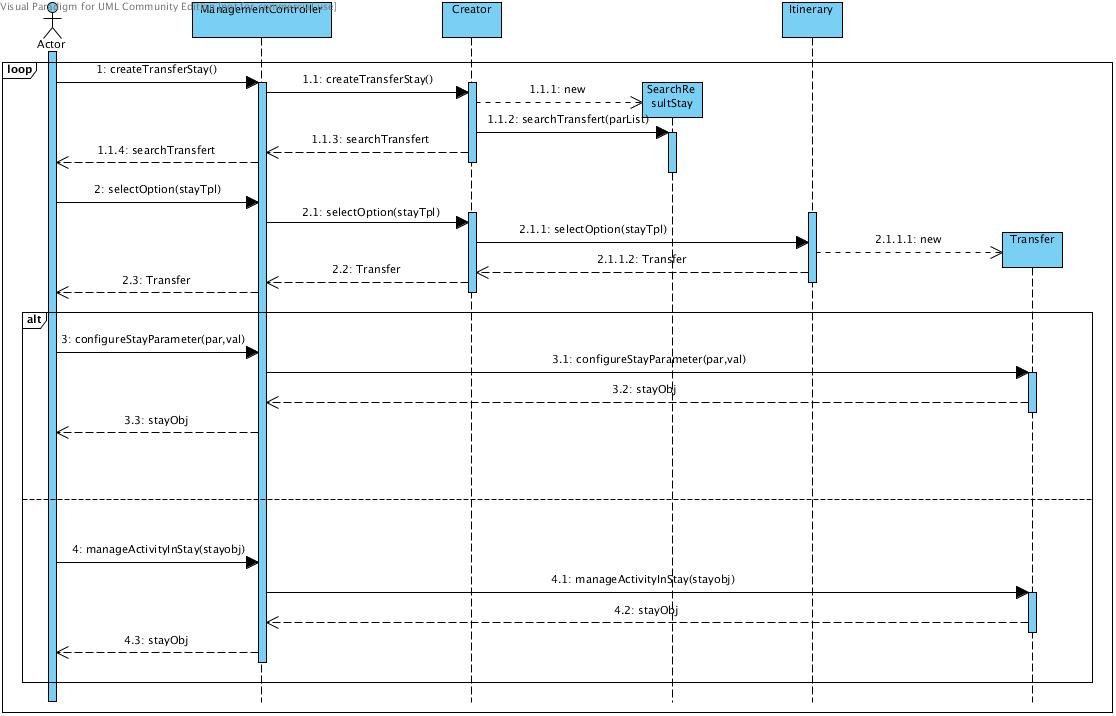 Visual Paradigm for UML Community Edition [not for commercial use]
ManagementController
Creator
Itinerary
Actor
loop
1: createTransferStay()
1.1: createTransferStay()
1.1.1: new
SearchRe
sultStay
1.1.2: searchTransfert(parList)
1.1.3: searchTransfert
1.1.4: searchTransfert
2: selectOption(stayTpl)
2.1: selectOption(stayTpl)
2.1.1: selectOption(stayTpl)
2.1.1.1: new
Transfer
2.1.1.2: Transfer
2.2: Transfer
2.3: Transfer
alt
3: configureStayParameter(par,val)
3.1: configureStayParameter(par,val)
3.2: stayObj
3.3: stayObj
4: manageActivityInStay(stayobj)
4.1: manageActivityInStay(stayobj)
4.2: stayObj
4.3: stayObj